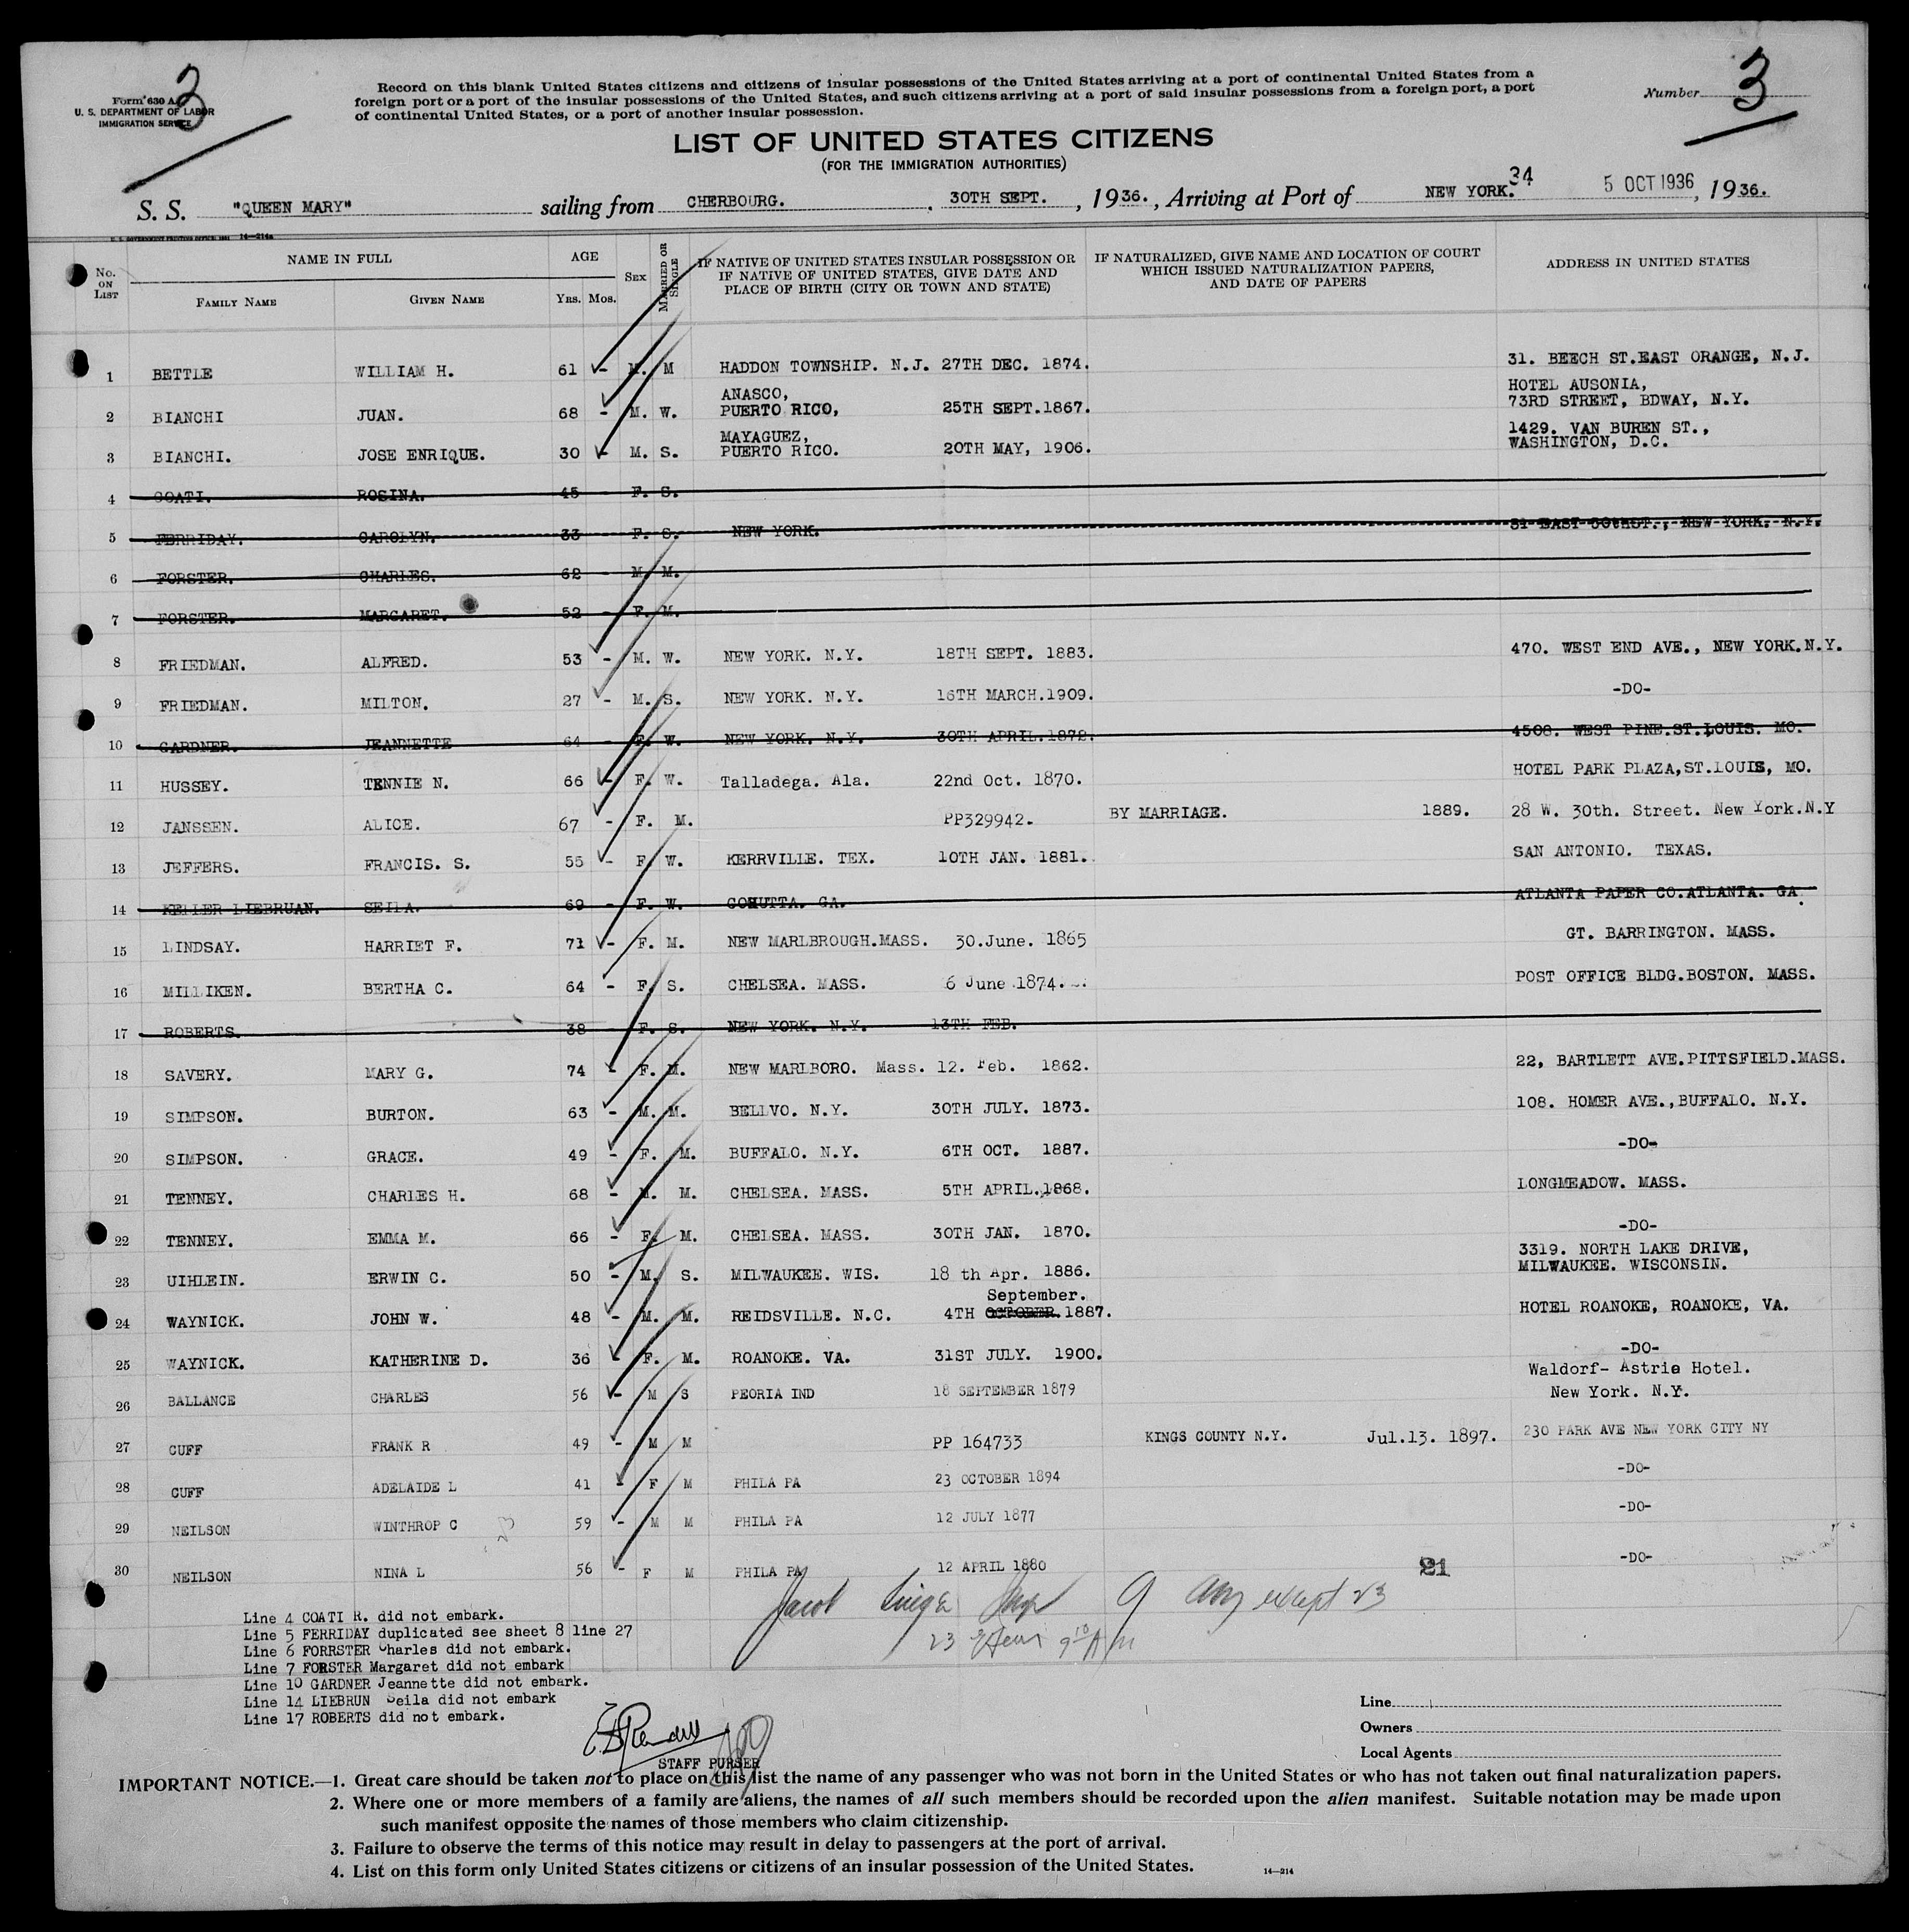 3
3
Form 630 A
U. S. DEPARTMENT OF LABOR
IMMIGRATION SERVICE
Record on this blank United States citizens and citizens of insular possessions of the United States arriving at a port of continental United States from a
foreign port or a port of the insular possessions of the United States, and such citizens arriving at a port of said insular possessions from a foreign port, a port
of continental United States, or a port of another insular possession.
Number
LIST OF UNITED STATES CITIZENS
(FOR THE IMMIGRATION AUTHORITIES)
S. S. "QUEEN MARY" sailing from CHERBOURG. , 30TH SEPT. , 1936. , Arriving at Port of NEW YORK. 34 5 OCT 1936 , 1936.
14—214a
No. ON LIST
NAME IN FULL
FAMILY NAME GIVEN NAME
AGE
YRS. MOS.
SEX
MARRIED OR SINGLE
IF NATIVE OF UNITED STATES INSULAR POSSESSION OR
IF NATIVE OF UNITED STATES, GIVE DATE AND
PLACE OF BIRTH (CITY OR TOWN AND STATE)
IF NATURALIZED, GIVE NAME AND LOCATION OF COURT
WHICH ISSUED NATURALIZATION PAPERS,
AND DATE OF PAPERS
ADDRESS IN UNITED STATES
1 BETTLE WILLIAM H. 61 - M. M HADDON TOWNSHIP. N.J. 27TH DEC. 1874. 31. BEECH ST.EAST ORANGE, N.J.
2 BIANCHI JUAN. 68 - M. W. ANASCO, PUERTO RICO, 25TH SEPT.1867. HOTEL AUSONIA, 73RD STREET, BDWAY, N.Y.
3 BIANCHI. JOSE ENRIQUE. 30 - M. S. MAYAGUEZ, PUERTO RICO. 20TH MAY, 1906. 1429. VAN BUREN ST., WASHINGTON, D.C.
4 COATI. ROSINA. 45 - F. S.
5 FERRIDAY. CAROLYN. 33 - F. S. NEW YORK. 31 EAST 50THST., NEW YORK. N.Y.
6 FORSTER. CHARLES. 62 - M. M.
7 FORSTER. MARGARET. 52 - F. M.
8 FRIEDMAN. ALFRED. 53 - M. W. NEW YORK. N.Y. 18TH SEPT. 1883. 470. WEST END AVE., NEW YORK.N.Y.
9 FRIEDMAN. MILTON. 27 - M. S. NEW YORK. N.Y. 16TH MARCH.1909. -DO-
10 GARDNER. JEANNETTE 64 - F. W. NEW YORK. N.Y. 30TH APRIL.1872. 4508. WEST PINE.ST.LOUIS. MO.
11 HUSSEY. TENNIE N. 66 - F. W. Talladega. Ala. 22nd Oct. 1870. HOTEL PARK PLAZA,ST.LOUIS, MO.
12 JANSSEN. ALICE. 67 - F. M. PP329942. BY MARRIAGE. 1889. 28 W. 30th. Street. New York.N.Y
13 JEFFERS. FRANCIS. S. 55 - F. W. KERRVILLE. TEX. 10TH JAN. 1881. SAN ANTONIO. TEXAS.
14 KELLER LIEBRUAN. SEILA. 69 - F. W. COHUTTA. GA. ATLANTA PAPER CO.ATLANTA. GA.
15 LINDSAY. HARRIET F. 71 - F. M. NEW MARLBROUGH.MASS. 30.June. 1865 GT. BARRINGTON. MASS.
16 MILLIKEN. BERTHA C. 64 - F. S. CHELSEA. MASS. 6 June 1874. POST OFFICE BLDG.BOSTON. MASS.
17 ROBERTS. 38 - F. S. NEW YORK. N.Y. 13TH FEB.
18 SAVERY. MARY G. 74 - F. M. NEW MARLBORO. Mass. 12. Feb. 1862. 22, BARTLETT AVE.PITTSFIELD.MASS.
19 SIMPSON. BURTON. 63 - M. M. BELLVO. N.Y. 30TH JULY. 1873. 108. HOMER AVE.,BUFFALO. N.Y.
20 SIMPSON. GRACE. 49 - F. M. BUFFALO. N.Y. 6TH OCT. 1887. -DO-
21 TENNEY. CHARLES H. 68 - M. M. CHELSEA. MASS. 5TH APRIL.1868. LONGMEADOW. MASS.
22 TENNEY. EMMA M. 66 - F. M. CHELSEA. MASS. 30TH JAN. 1870. -DO-
23 UIHLEIN. ERWIN C. 50 - M. S. MILWAUKEE. WIS. 18 th Apr. 1886. 3319. NORTH LAKE DRIVE, MILWAUKEE. WISCONSIN.
24 WAYNICK. JOHN W. 48 - M. M. REIDSVILLE. N.C. 4TH OCTOBER September. 1887. HOTEL ROANOKE, ROANOKE, VA.
25 WAYNICK. KATHERINE D. 36 - F. M. ROANOKE. VA. 31ST JULY. 1900. -DO-
26 BALLANCE CHARLES 56 - M S PEORIA IND 18 SEPTEMBER 1879 Waldorf- Astria Hotel. New York. N.Y.
27 CUFF FRANK R 49 - M M PP 164733 KINGS COUNTY N.Y. Jul.13. 1897. 230 PARK AVE NEW YORK CITY NY
28 CUFF ADELAIDE L 41 - F M PHILA PA 23 OCTOBER 1894 -DO-
29 NEILSON WINTHROP C 59 - M M PHILA PA 12 JULY 1877 -DO-
30 NEILSON NINA L 56 - F M PHILA PA 12 APRIL 1880 21 -DO-
Jacob 9 any except 23
23
Line 4 COATI R. did not embark.
Line 5 FERRIDAY duplicated see sheet 8 line 27
Line 6 FORRSTER Charles did not embark.
Line 7 FORSTER Margaret did not embark
Line 10 GARDNER Jeannette did not embark.
Line 14 LIEBRUN Seila did not embark
Line 17 ROBERTS did not embark.
STAFF PURSER
Line
Owners
Local Agents
IMPORTANT NOTICE.—1. Great care should be taken not to place on this list the name of any passenger who was not born in the United States or who has not taken out final naturalization papers.
2. Where one or more members of a family are aliens, the names of all such members should be recorded upon the alien manifest. Suitable notation may be made upon
such manifest opposite the names of those members who claim citizenship.
3. Failure to observe the terms of this notice may result in delay to passengers at the port of arrival.
4. List on this form only United States citizens or citizens of an insular possession of the United States.
14—214